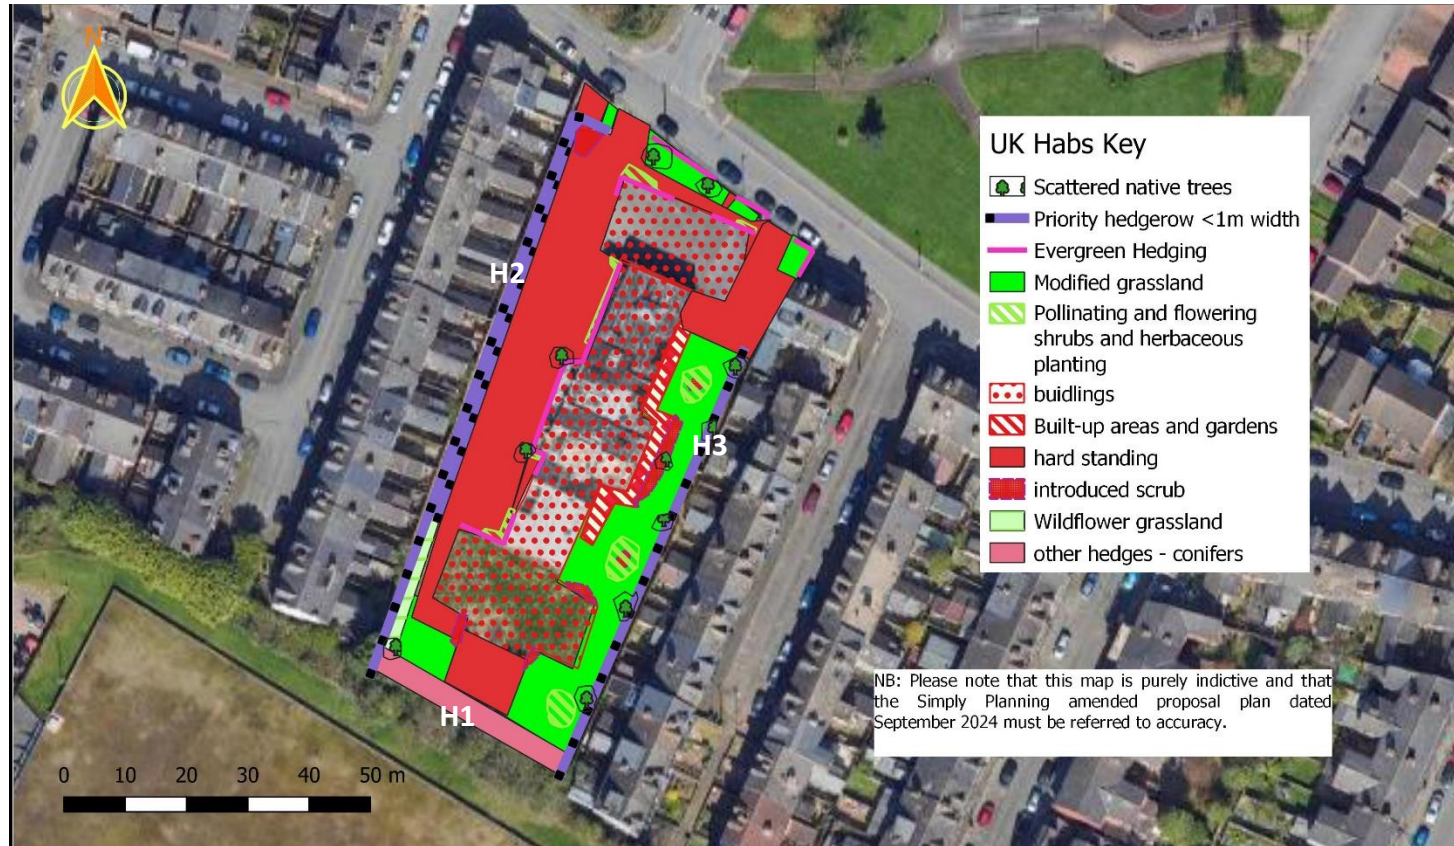 N
UK Habs Key
Scattered native trees
Priority hedgerow <1m width
Evergreen Hedging
Modified grassland
Pollinating and flowering
shrubs and herbaceous
planting
buidlings
Built-up areas and gardens
hard standing
introduced scrub
Wildflower grassland
other hedges - conifers
H2
H3
H1
NB: Please note that this map is purely indictive and that
the Simply Planning amended proposal plan dated
September 2024 must be referred to accuracy.
0 10 20 30 40 50 m